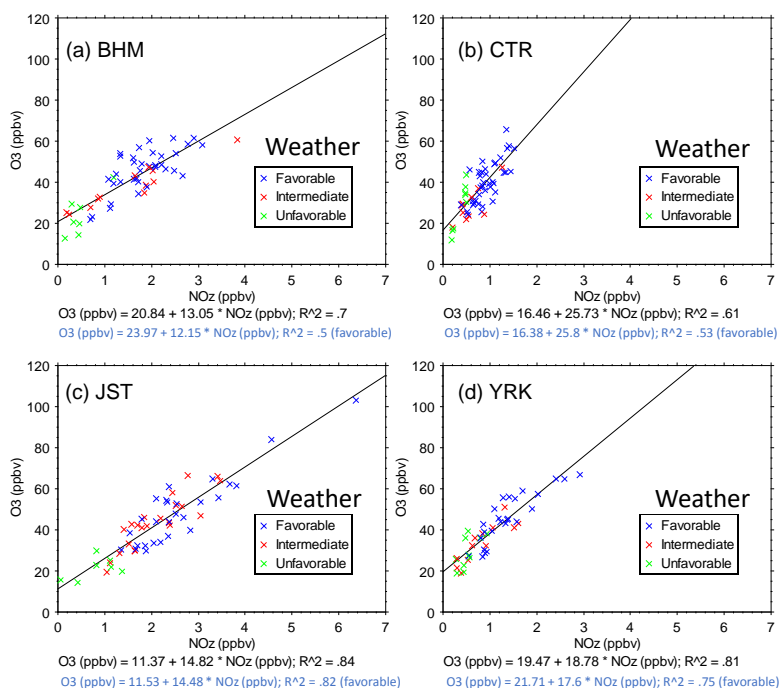 (a) BHM
O3 (ppbv)
120
100
80
60
40
20
0
Weather
Favorable
Intermediate
Unfavorable
0 1 2 3 4 5 6 7
NOz (ppbv)
O3 (ppbv) = 20.84 + 13.05 * NOz (ppbv); R^2 = .7
O3 (ppbv) = 23.97 + 12.15 * NOz (ppbv); R^2 = .5 (favorable)
(b) CTR
O3 (ppbv)
120
100
80
60
40
20
0
Weather
Favorable
Intermediate
Unfavorable
0 1 2 3 4 5 6 7
NOz (ppbv)
O3 (ppbv) = 16.46 + 25.73 * NOz (ppbv); R^2 = .61
O3 (ppbv) = 16.38 + 25.8 * NOz (ppbv); R^2 = .53 (favorable)
(c) JST
O3 (ppbv)
120
100
80
60
40
20
0
Weather
Favorable
Intermediate
Unfavorable
0 1 2 3 4 5 6 7
NOz (ppbv)
O3 (ppbv) = 11.37 + 14.82 * NOz (ppbv); R^2 = .84
O3 (ppbv) = 11.53 + 14.48 * NOz (ppbv); R^2 = .82 (favorable)
(d) YRK
O3 (ppbv)
120
100
80
60
40
20
0
Weather
Favorable
Intermediate
Unfavorable
0 1 2 3 4 5 6 7
NOz (ppbv)
O3 (ppbv) = 19.47 + 18.78 * NOz (ppbv); R^2 = .81
O3 (ppbv) = 21.71 + 17.6 * NOz (ppbv); R^2 = .75 (favorable)